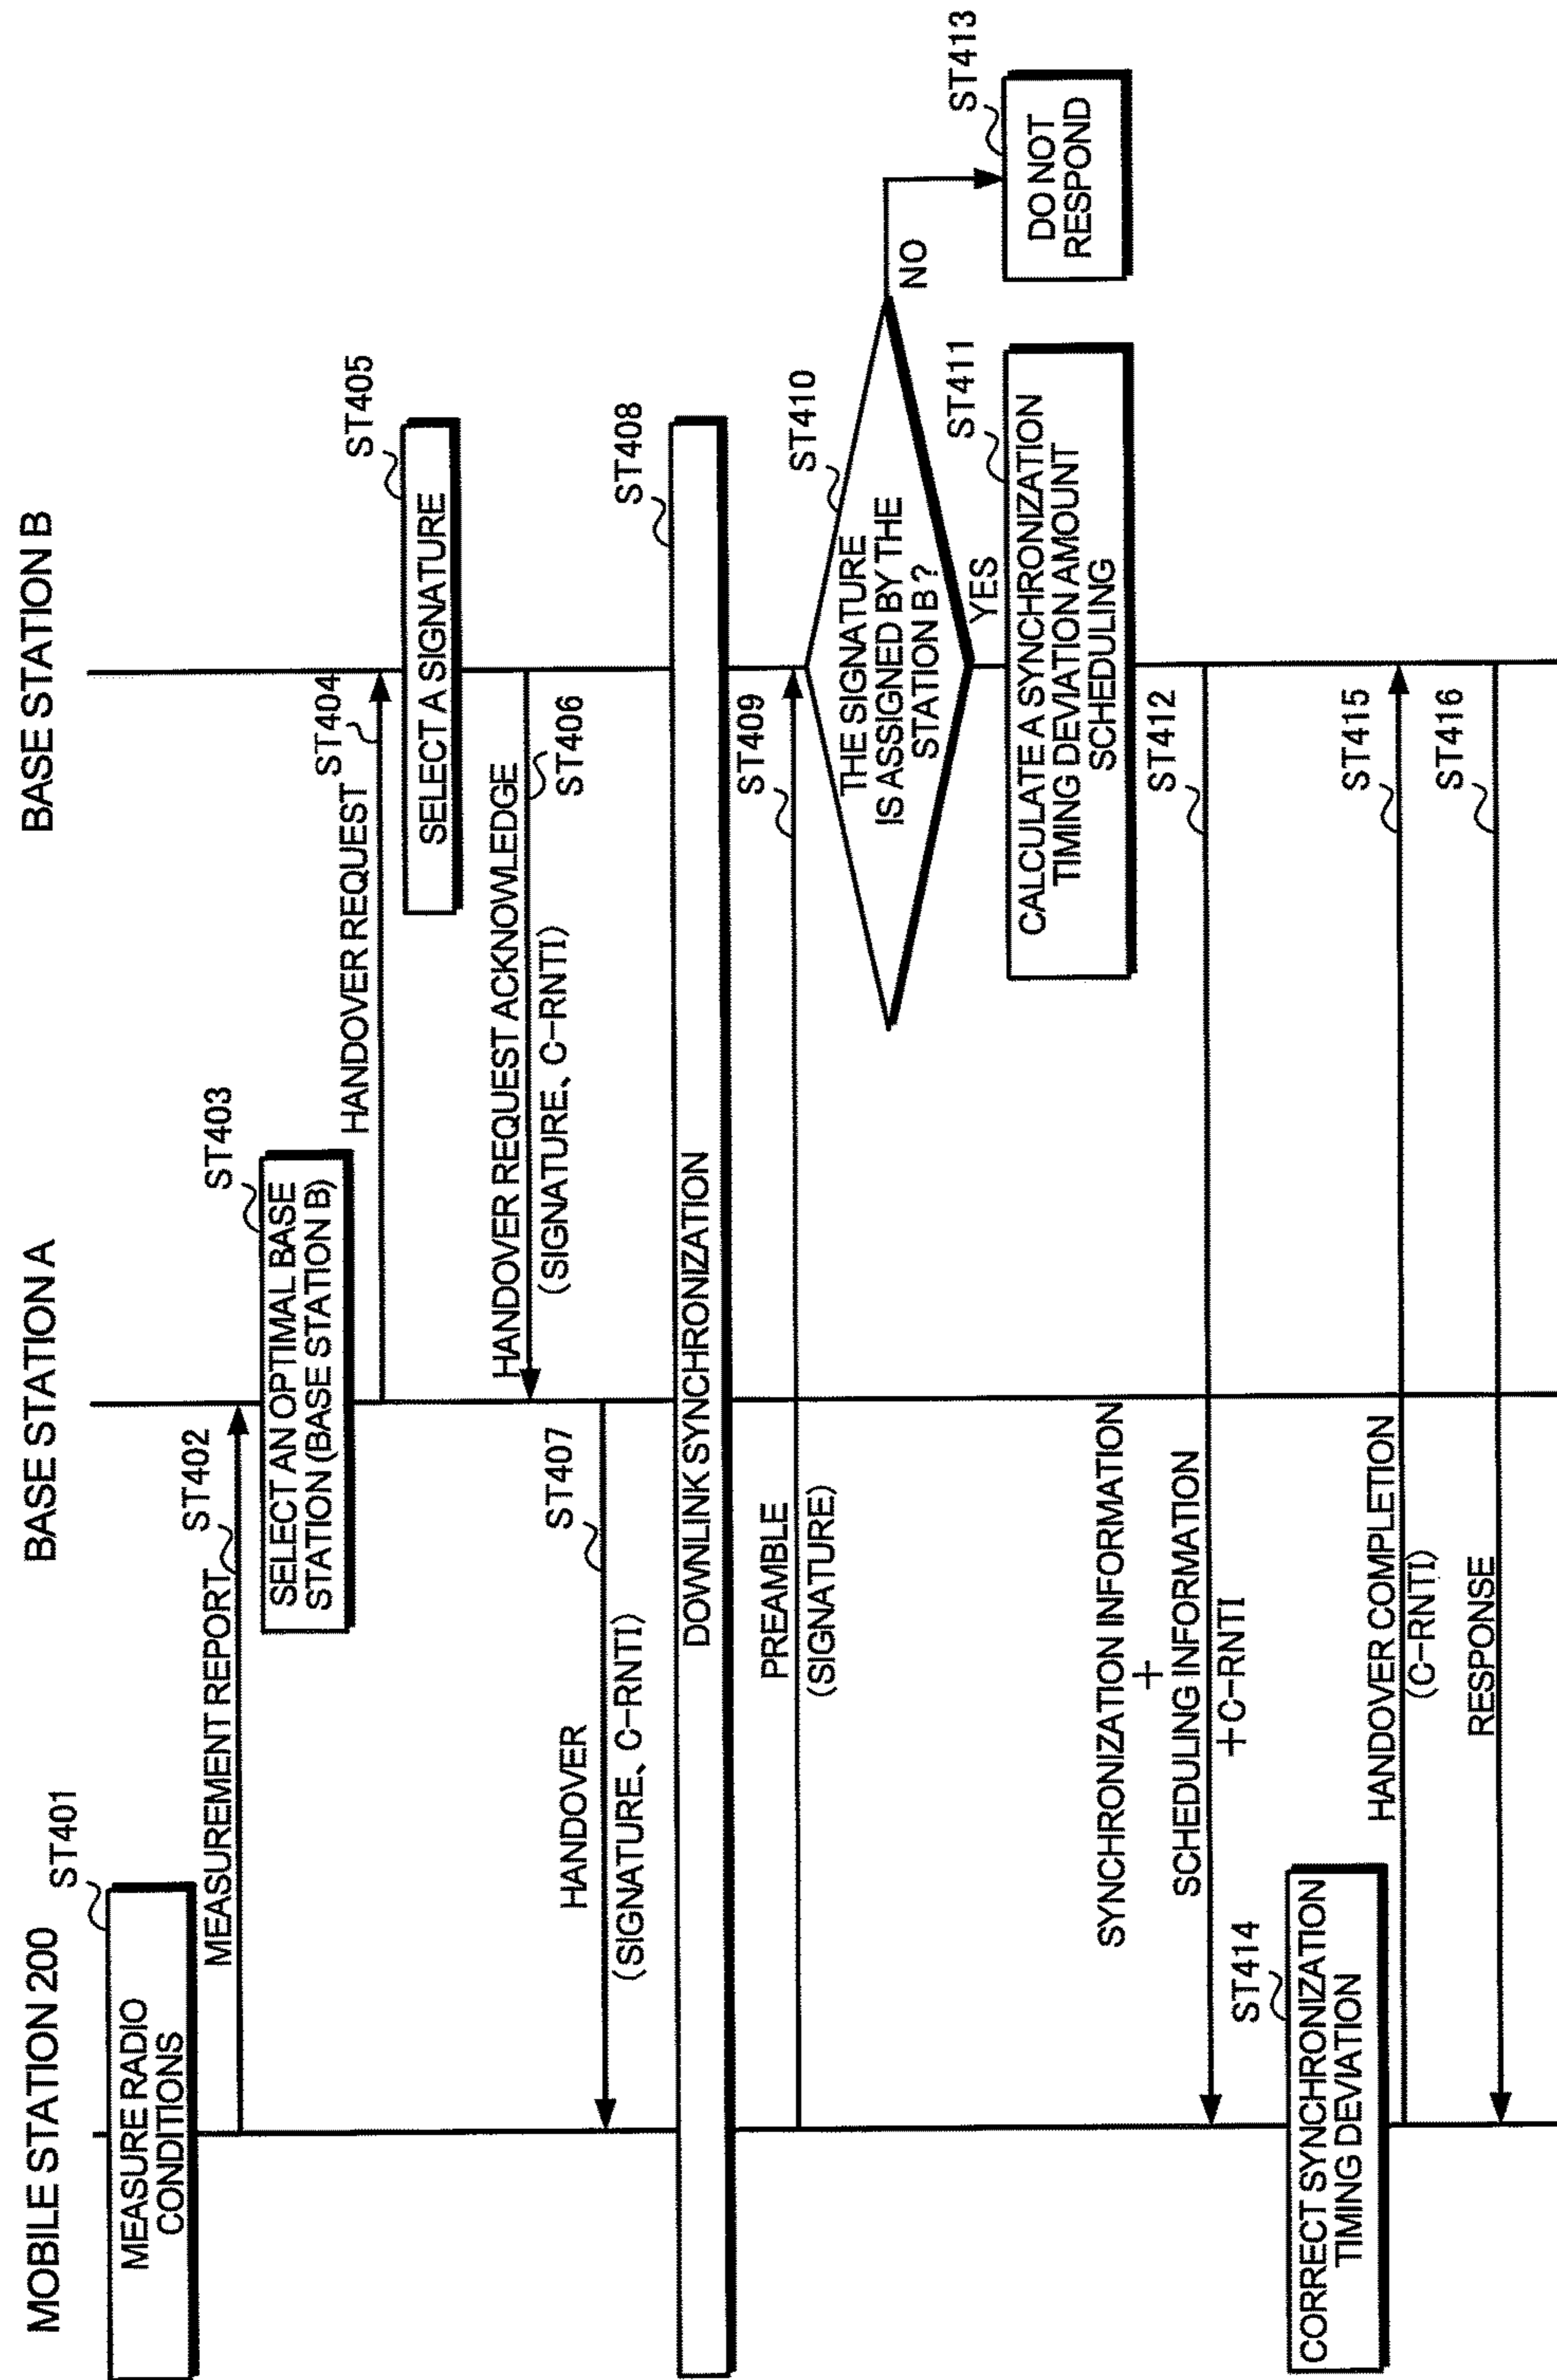 MOBILE STATION 200
BASE STATION A
BASE STATION B
ST401
MEASURE RADIO
CONDITIONS
MEASUREMENT REPORT
ST402
ST403
SELECT AN OPTIMAL BASE
STATION (BASE STATION B)
HANDOVER REQUEST
ST404
ST405
SELECT A SIGNATURE
HANDOVER REQUEST ACKNOWLEDGE
(SIGNATURE、C-RNTI)
ST406
HANDOVER
(SIGNATURE、C-RNTI)
ST407
ST408
DOWNLINK SYNCHRONIZATION
PREAMBLE
(SIGNATURE)
ST409
ST410
THE SIGNATURE
IS ASSIGNED BY THE
STATION B?
NO
YES
ST413
DO NOT
RESPOND
ST411
CALCULATE A SYNCHRONIZATION
TIMING DEVIATION AMOUNT
SCHEDULING
SYNCHRONIZATION INFORMATION
+
SCHEDULING INFORMATION
+C-RNTI
ST412
ST414
CORRECT SYNCHRONIZATION
TIMING DEVIATION
HANDOVER COMPLETION
(C-RNTI)
ST415
RESPONSE
ST416